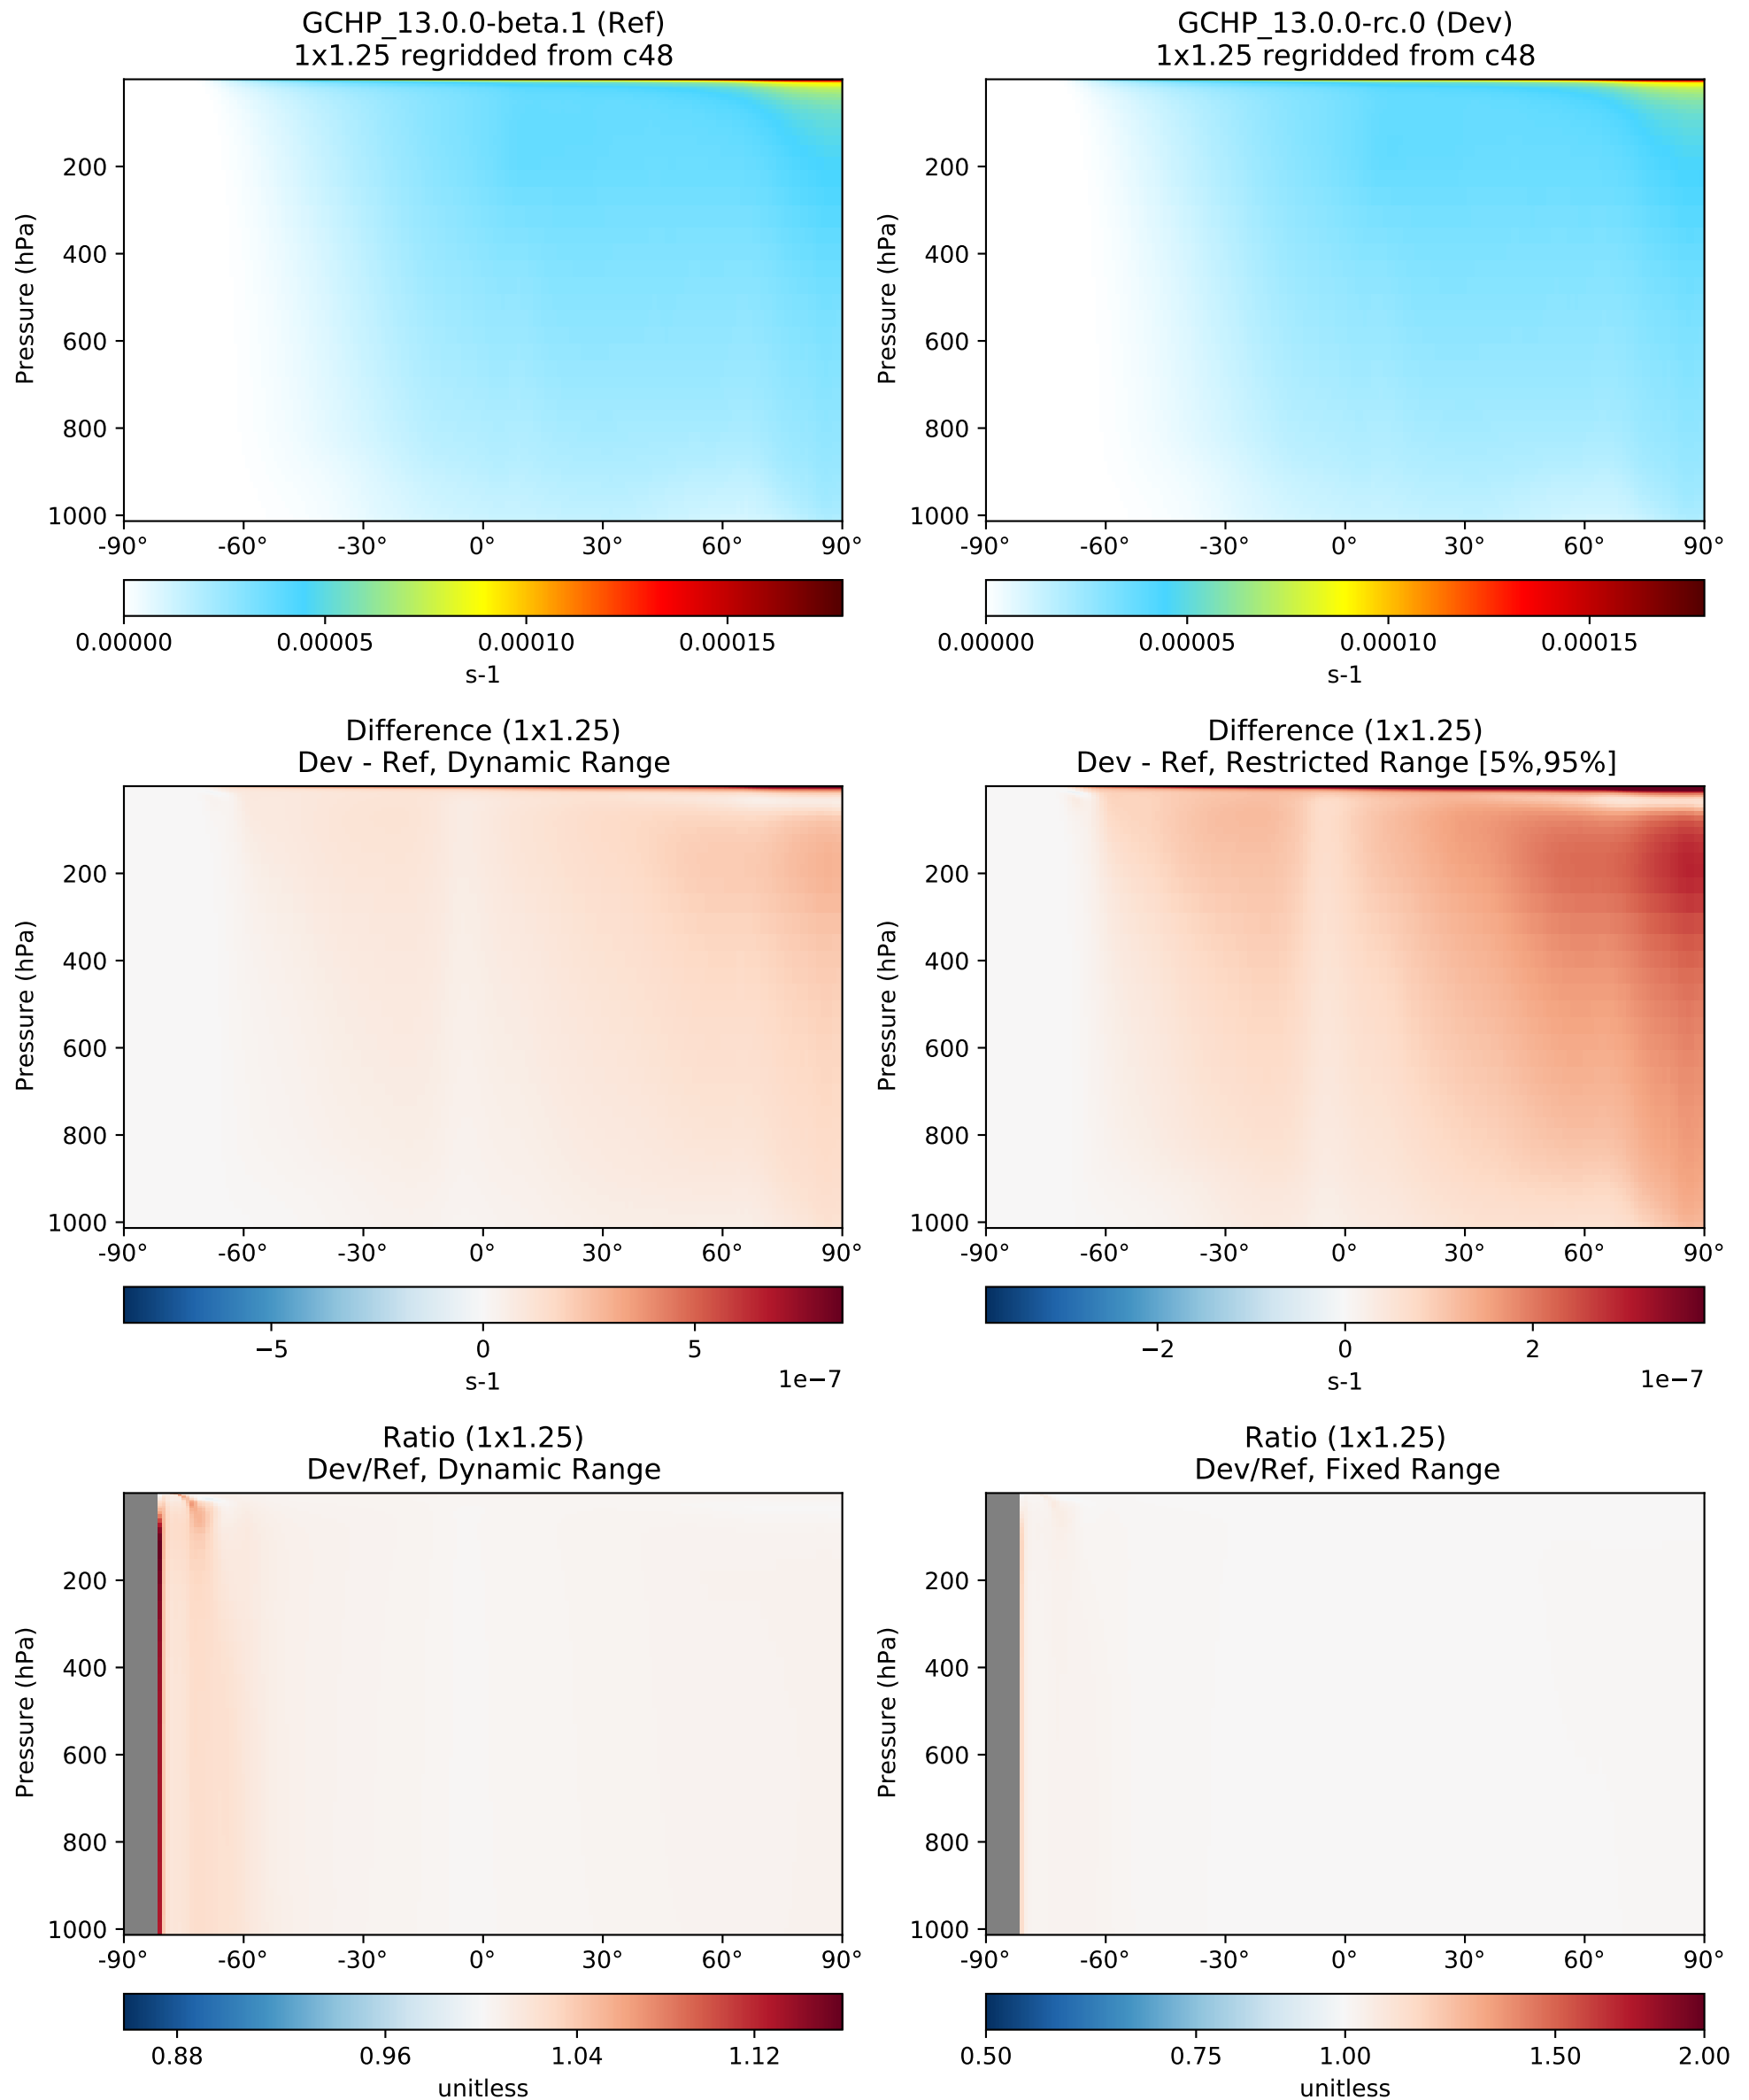 GCHP_13.0.0-beta.1 (Ref)
1x1.25 regridded from c48
GCHP_13.0.0-rc.0 (Dev)
1x1.25 regridded from c48
Pressure (hPa)
200
400
600
800
1000
-90° -60° -30° 0° 30° 60° 90°
Pressure (hPa)
200
400
600
800
1000
-90° -60° -30° 0° 30° 60° 90°
0.00000 0.00005 0.00010 0.00015
s-1
0.00000 0.00005 0.00010 0.00015
s-1
Difference (1x1.25)
Dev - Ref, Dynamic Range
Difference (1x1.25)
Dev - Ref, Restricted Range [5%,95%]
Pressure (hPa)
200
400
600
800
1000
-90° -60° -30° 0° 30° 60° 90°
Pressure (hPa)
200
400
600
800
1000
-90° -60° -30° 0° 30° 60° 90°
−5 0 5
s-1 1e−7
−2 0 2
s-1 1e−7
Ratio (1x1.25)
Dev/Ref, Dynamic Range
Ratio (1x1.25)
Dev/Ref, Fixed Range
Pressure (hPa)
200
400
600
800
1000
-90° -60° -30° 0° 30° 60° 90°
Pressure (hPa)
200
400
600
800
1000
-90° -60° -30° 0° 30° 60° 90°
0.88 0.96 1.04 1.12
unitless
0.50 0.75 1.00 1.50 2.00
unitless